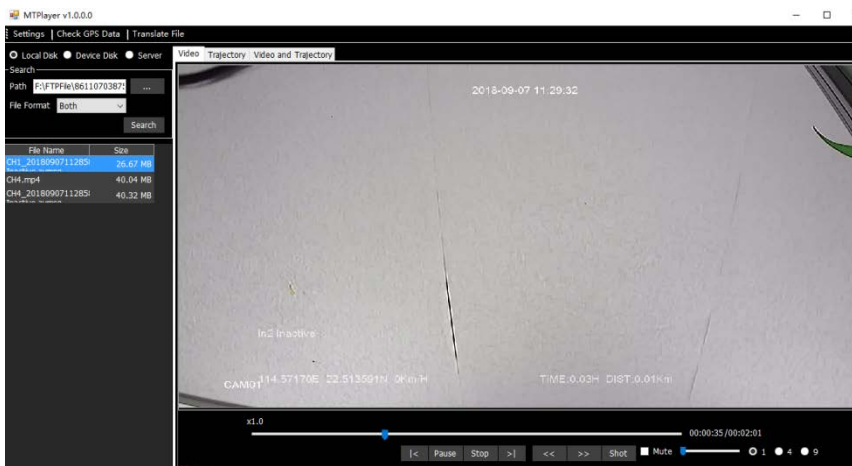 MTPlayer v1.0.0.0
Settings | Check GPS Data | Translate File
Local Disk Device Disk Server
Video Trajectory Video and Trajectory
Search
Path F:\FTPFile\8611070387! ...
File Format Both
Search
File Name Size
CH1_2018090711285 26.67 MB
CH4.mp4 40.04 MB
CH4_2018090711285 40.32 MB
2018-09-07 11:29:32
In2 Inactive
CAM01 114.57170E 22.513591N 0Km/H TIME:0.03H DIST:0.01Km
x1.0
00:00:35/00:02:01
|< Pause Stop >| << >> Shot Mute 1 4 9